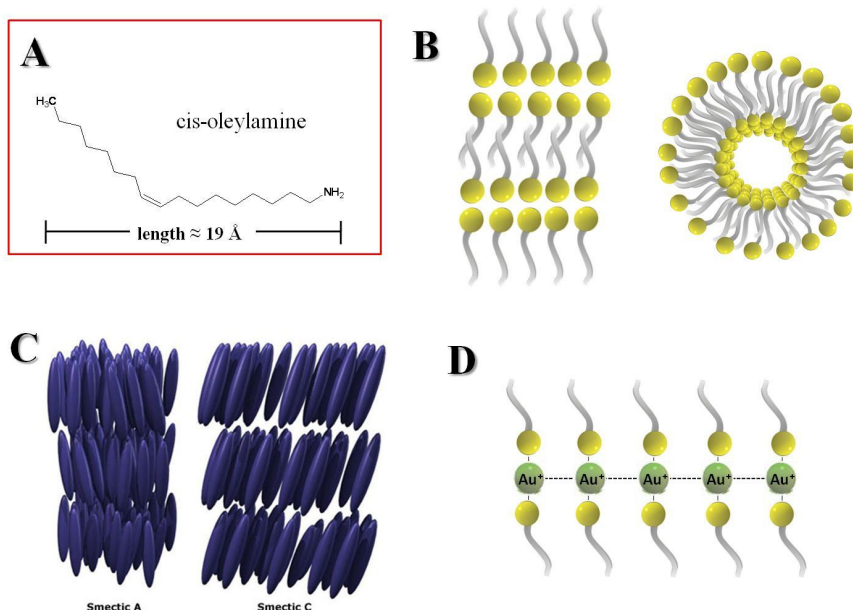 A
H₃C
cis-oleylamine
NH₂
length ≈ 19 Å
B
C
Smectic A
Smectic C
D
Au⁺ Au⁺ Au⁺ Au⁺ Au⁺